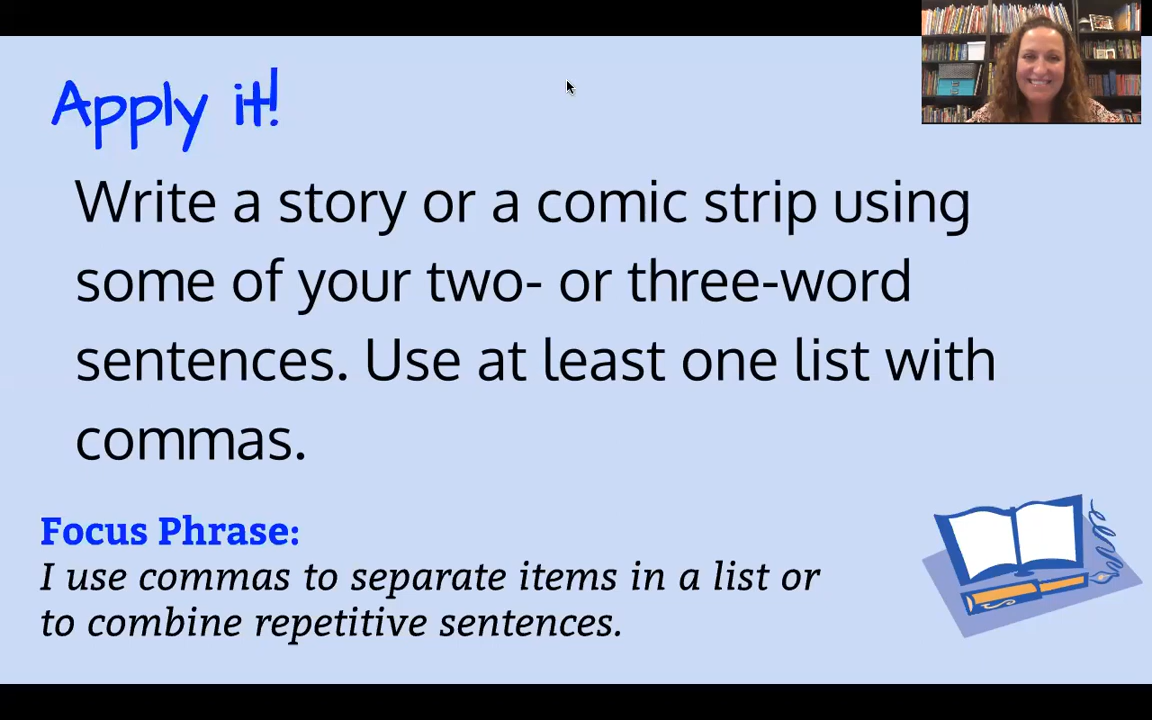 Apply it!
Write a story or a comic strip using
some of your two- or three-word
sentences. Use at least one list with
commas.
Focus Phrase:
I use commas to separate items in a list or
to combine repetitive sentences.